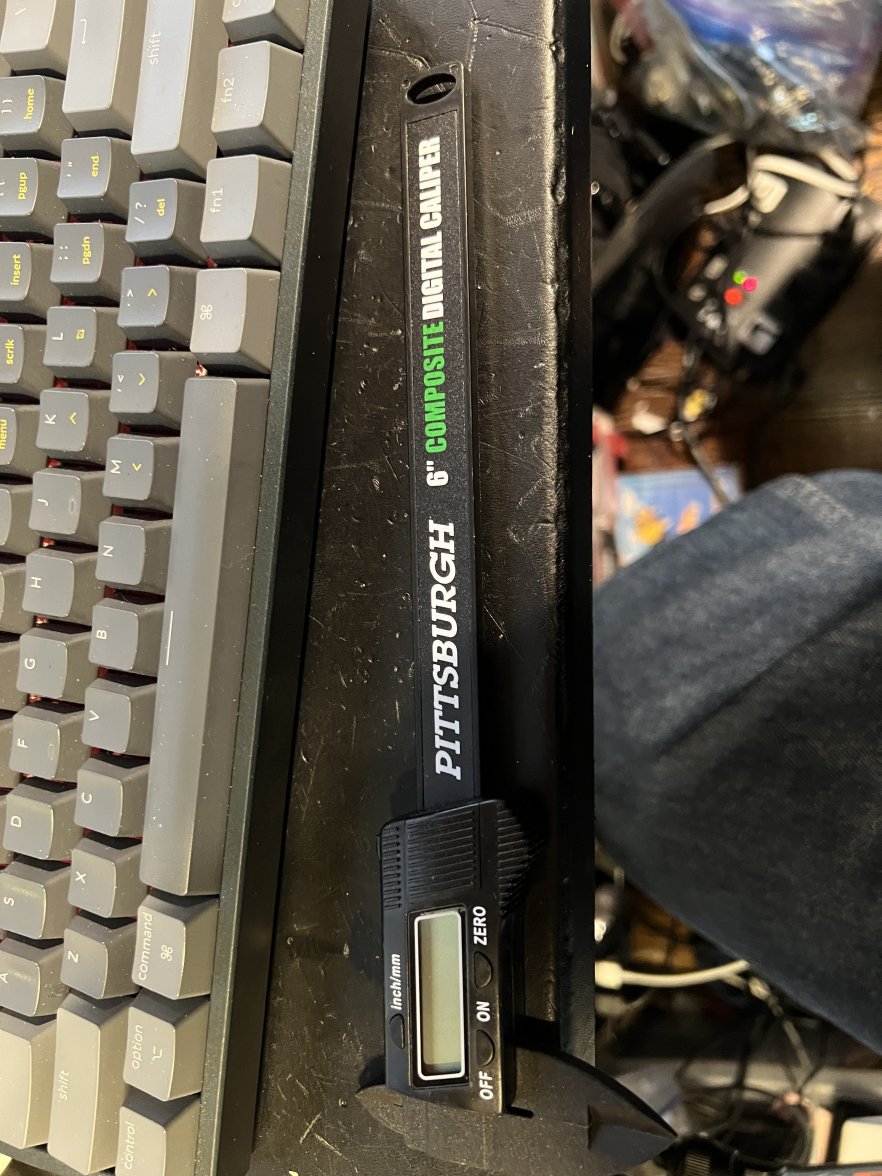 PITTSBURGH 6" COMPOSITE DIGITAL CALIPER
inch/mm
OFF ON ZERO
shift
fn2
home
end
pgup
/ ? del
fn1
insert
; : pgdn
. > >
⌘
scrlk
L
, <
menu
K
M
J
N
H
B
G
V
F
C
D
X
S
Z
command ⌘
A
option ⌥
shift
control